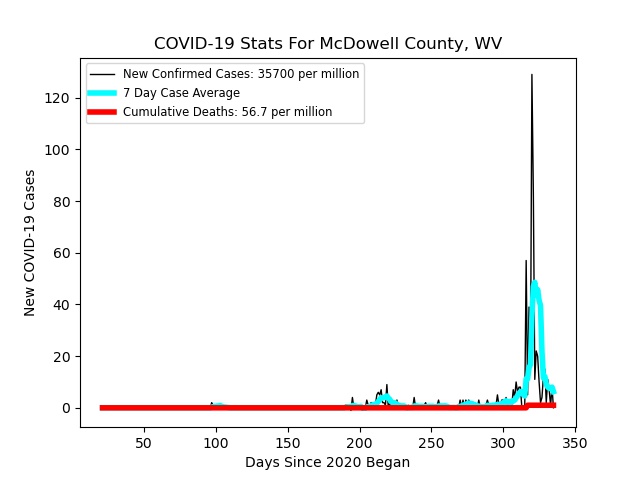 COVID-19 Stats For McDowell County, WV
New Confirmed Cases: 35700 per million
7 Day Case Average
Cumulative Deaths: 56.7 per million
New COVID-19 Cases
120
100
80
60
40
20
0
50 100 150 200 250 300 350
Days Since 2020 Began